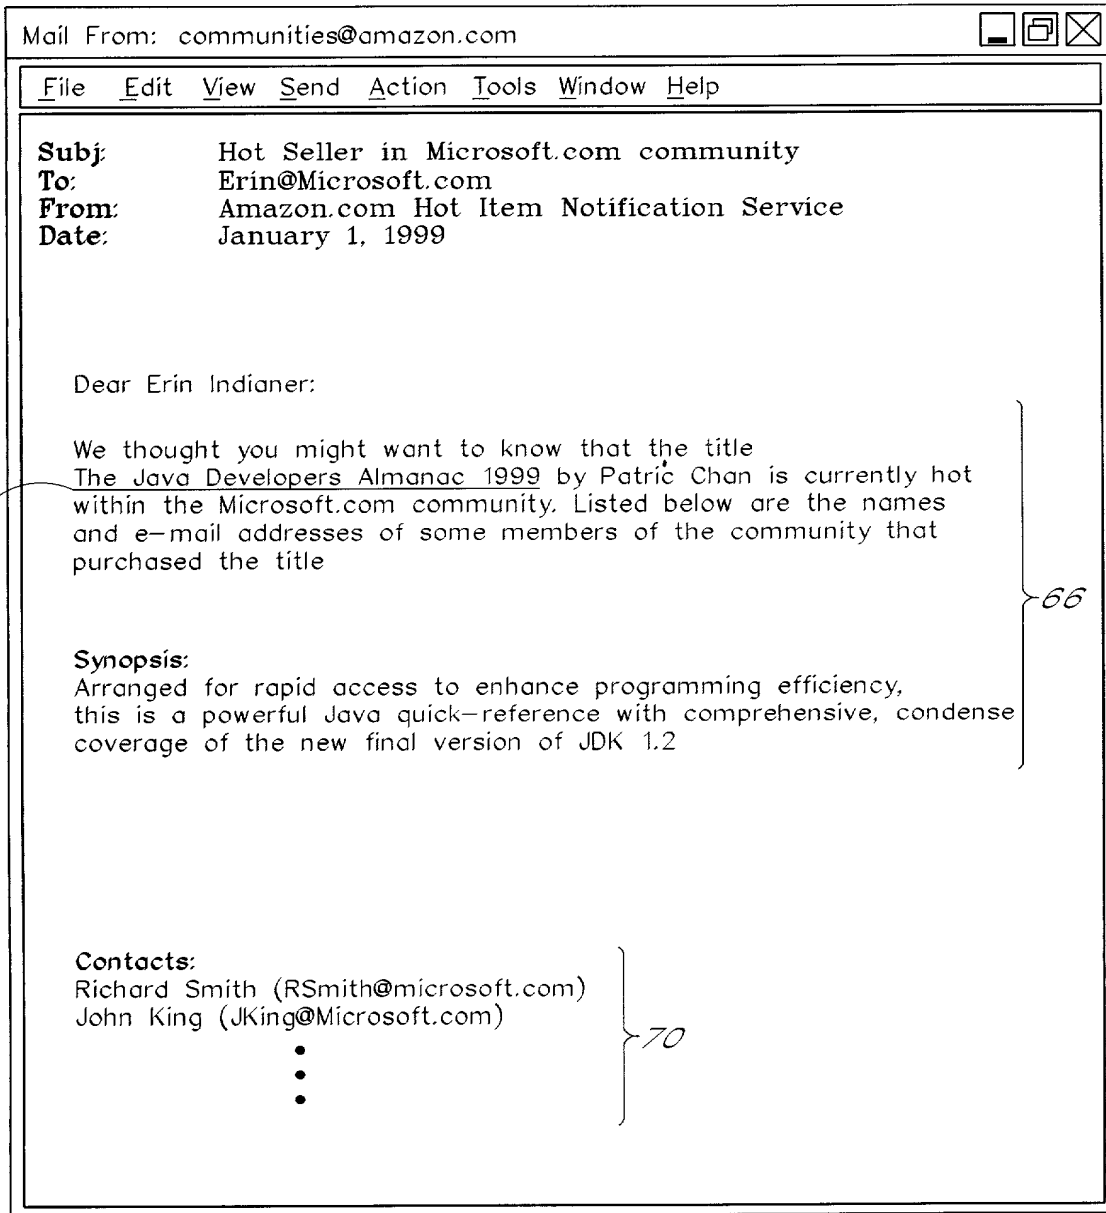 Mail From: communities@amazon.com
File Edit View Send Action Tools Window Help
Subj: Hot Seller in Microsoft.com community
To: Erin@Microsoft.com
From: Amazon.com Hot Item Notification Service
Date: January 1, 1999
Dear Erin Indianer:
We thought you might want to know that the title
The Java Developers Almanac 1999 by Patric Chan is currently hot
within the Microsoft.com community. Listed below are the names
and e-mail addresses of some members of the community that
purchased the title
66
Synopsis:
Arranged for rapid access to enhance programming efficiency,
this is a powerful Java quick-reference with comprehensive, condense
coverage of the new final version of JDK 1.2
Contacts:
Richard Smith (RSmith@microsoft.com)
John King (JKing@Microsoft.com)
70